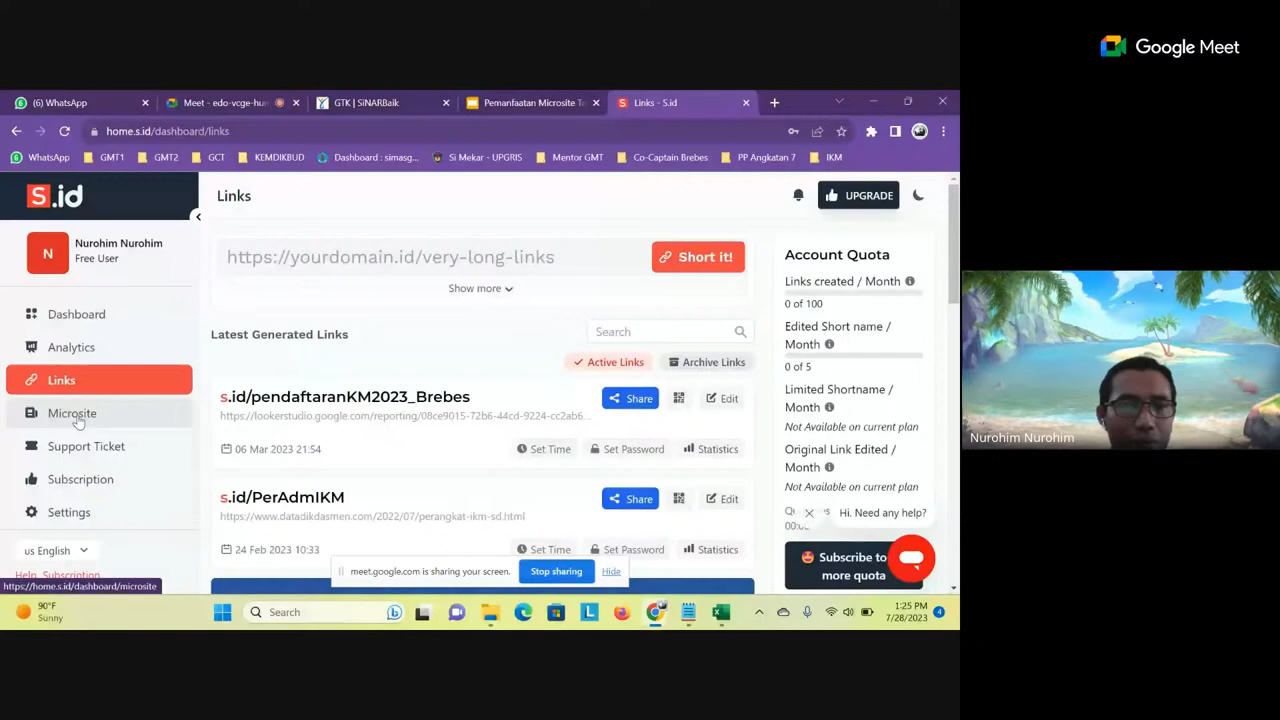 Google Meet
(6) WhatsApp
Meet - edo-vcge-hu
GTK | SiNARBaik
Pemanfaatan Microsite Te
Links - S.id
home.s.id/dashboard/links
WhatsApp
GMT1
GMT2
GCT
KEMDIKBUD
Dashboard : simasg...
Si Mekar - UPGRIS
Mentor GMT
Co-Captain Brebes
PP Angkatan 7
IKM
S.id
Links
UPGRADE
N
Nurohim Nurohim
Free User
Dashboard
Analytics
Links
Microsite
Support Ticket
Subscription
Settings
us English
Help Subscription
https://home.s.id/dashboard/microsite
https://yourdomain.id/very-long-links
Short it!
Show more
Latest Generated Links
Search
Active Links
Archive Links
s.id/pendaftaranKM2023_Brebes
Share
Edit
https://lookerstudio.google.com/reporting/08ce9015-72b6-44cd-9224-cc2ab6...
06 Mar 2023 21:54
Set Time
Set Password
Statistics
s.id/PerAdmIKM
Share
Edit
https://www.datadikdasmen.com/2022/07/perangkat-ikm-sd.html
24 Feb 2023 10:33
Set Time
Set Password
Statistics
Account Quota
Links created / Month
0 of 100
Edited Short name /
Month
0 of 5
Limited Shortname /
Month
Not Available on current plan
Original Link Edited /
Month
Not Available on current plan
Hi. Need any help?
Subscribe to
more quota
meet.google.com is sharing your screen.
Stop sharing
Hide
90°F
Sunny
Search
1:25 PM
7/28/2023
4
Nurohim Nurohim